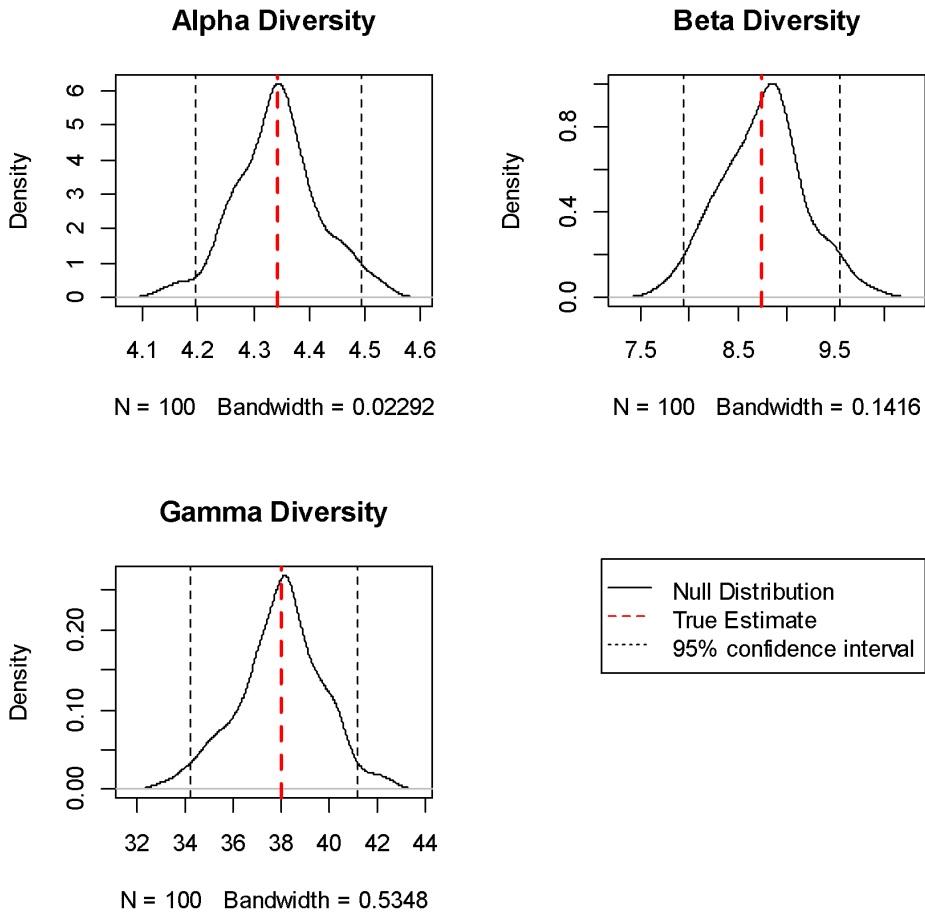 Alpha Diversity
Density
0 1 2 3 4 5 6
4.1 4.2 4.3 4.4 4.5 4.6
N = 100 Bandwidth = 0.02292
Beta Diversity
Density
0.0 0.4 0.8
7.5 8.5 9.5
N = 100 Bandwidth = 0.1416
Gamma Diversity
Density
0.00 0.10 0.20
32 34 36 38 40 42 44
N = 100 Bandwidth = 0.5348
Null Distribution
True Estimate
95% confidence interval